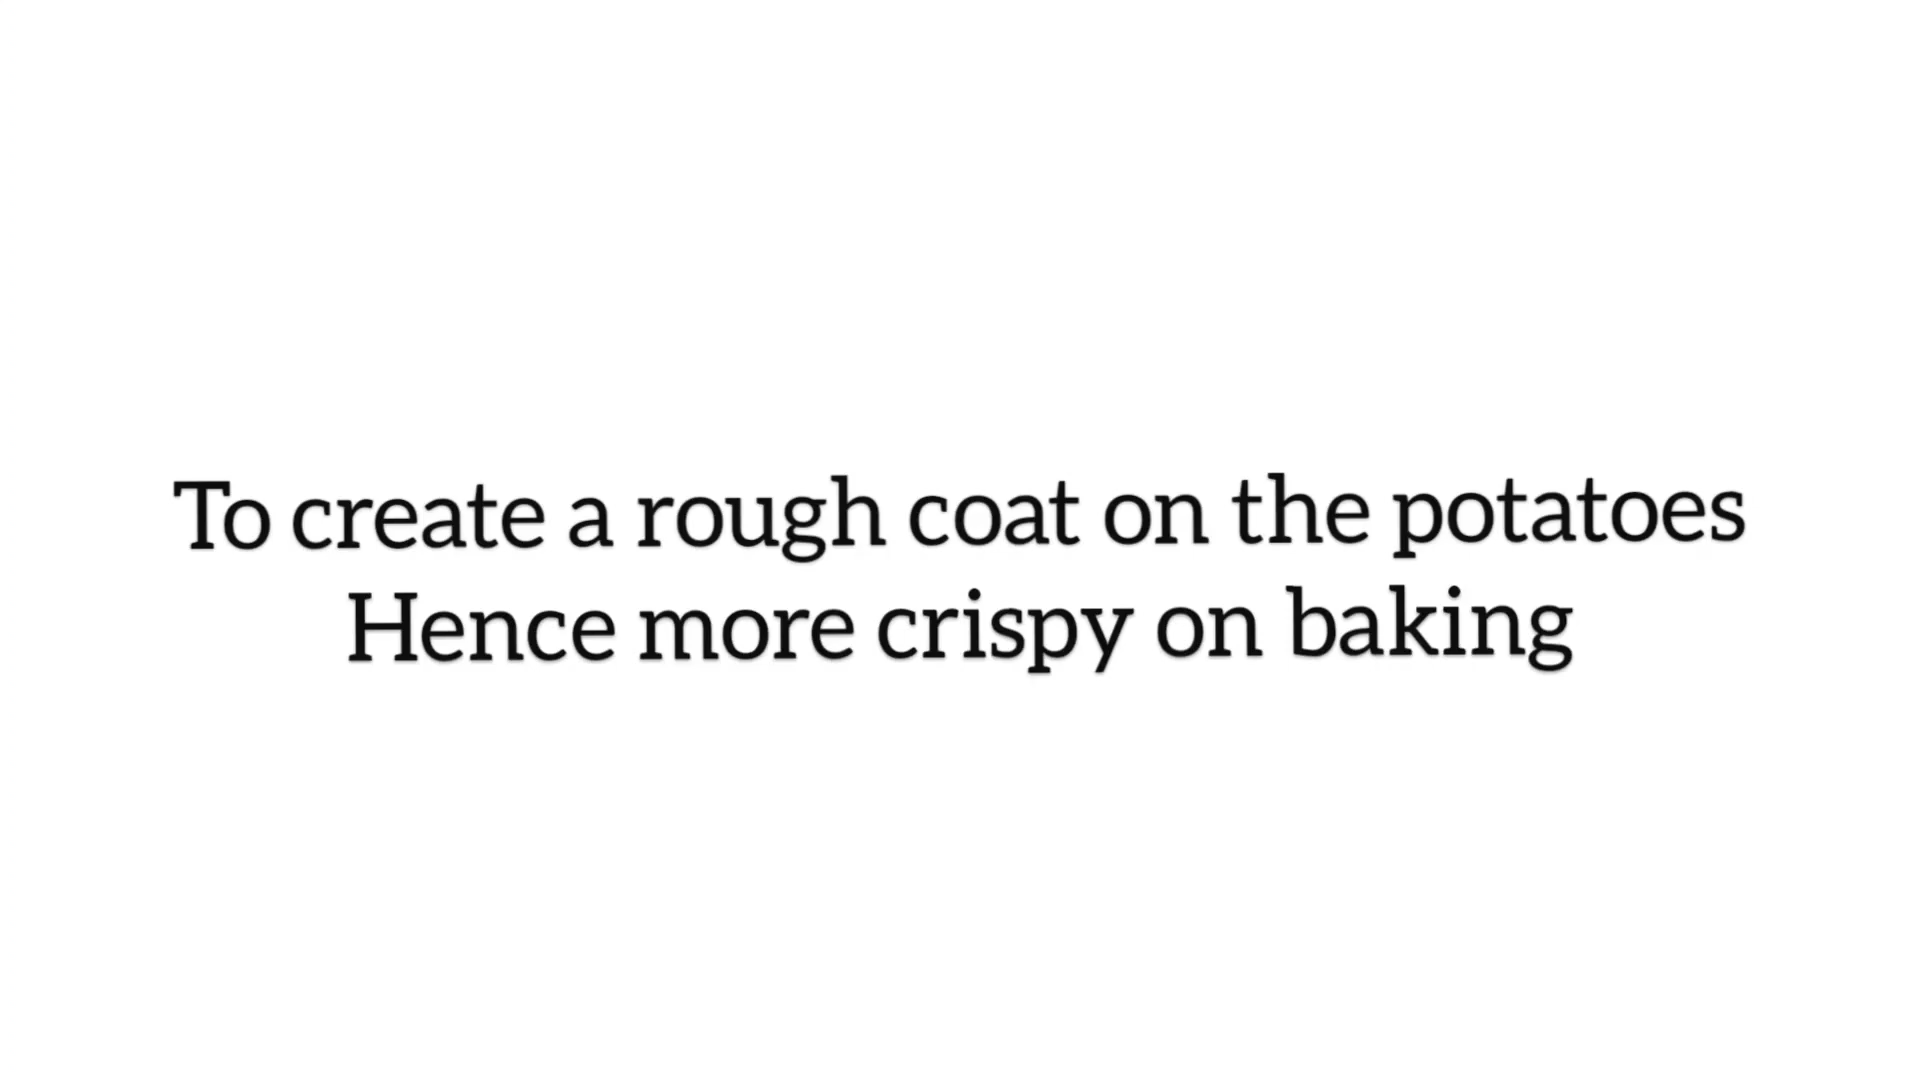 To create a rough coat on the potatoes
Hence more crispy on baking